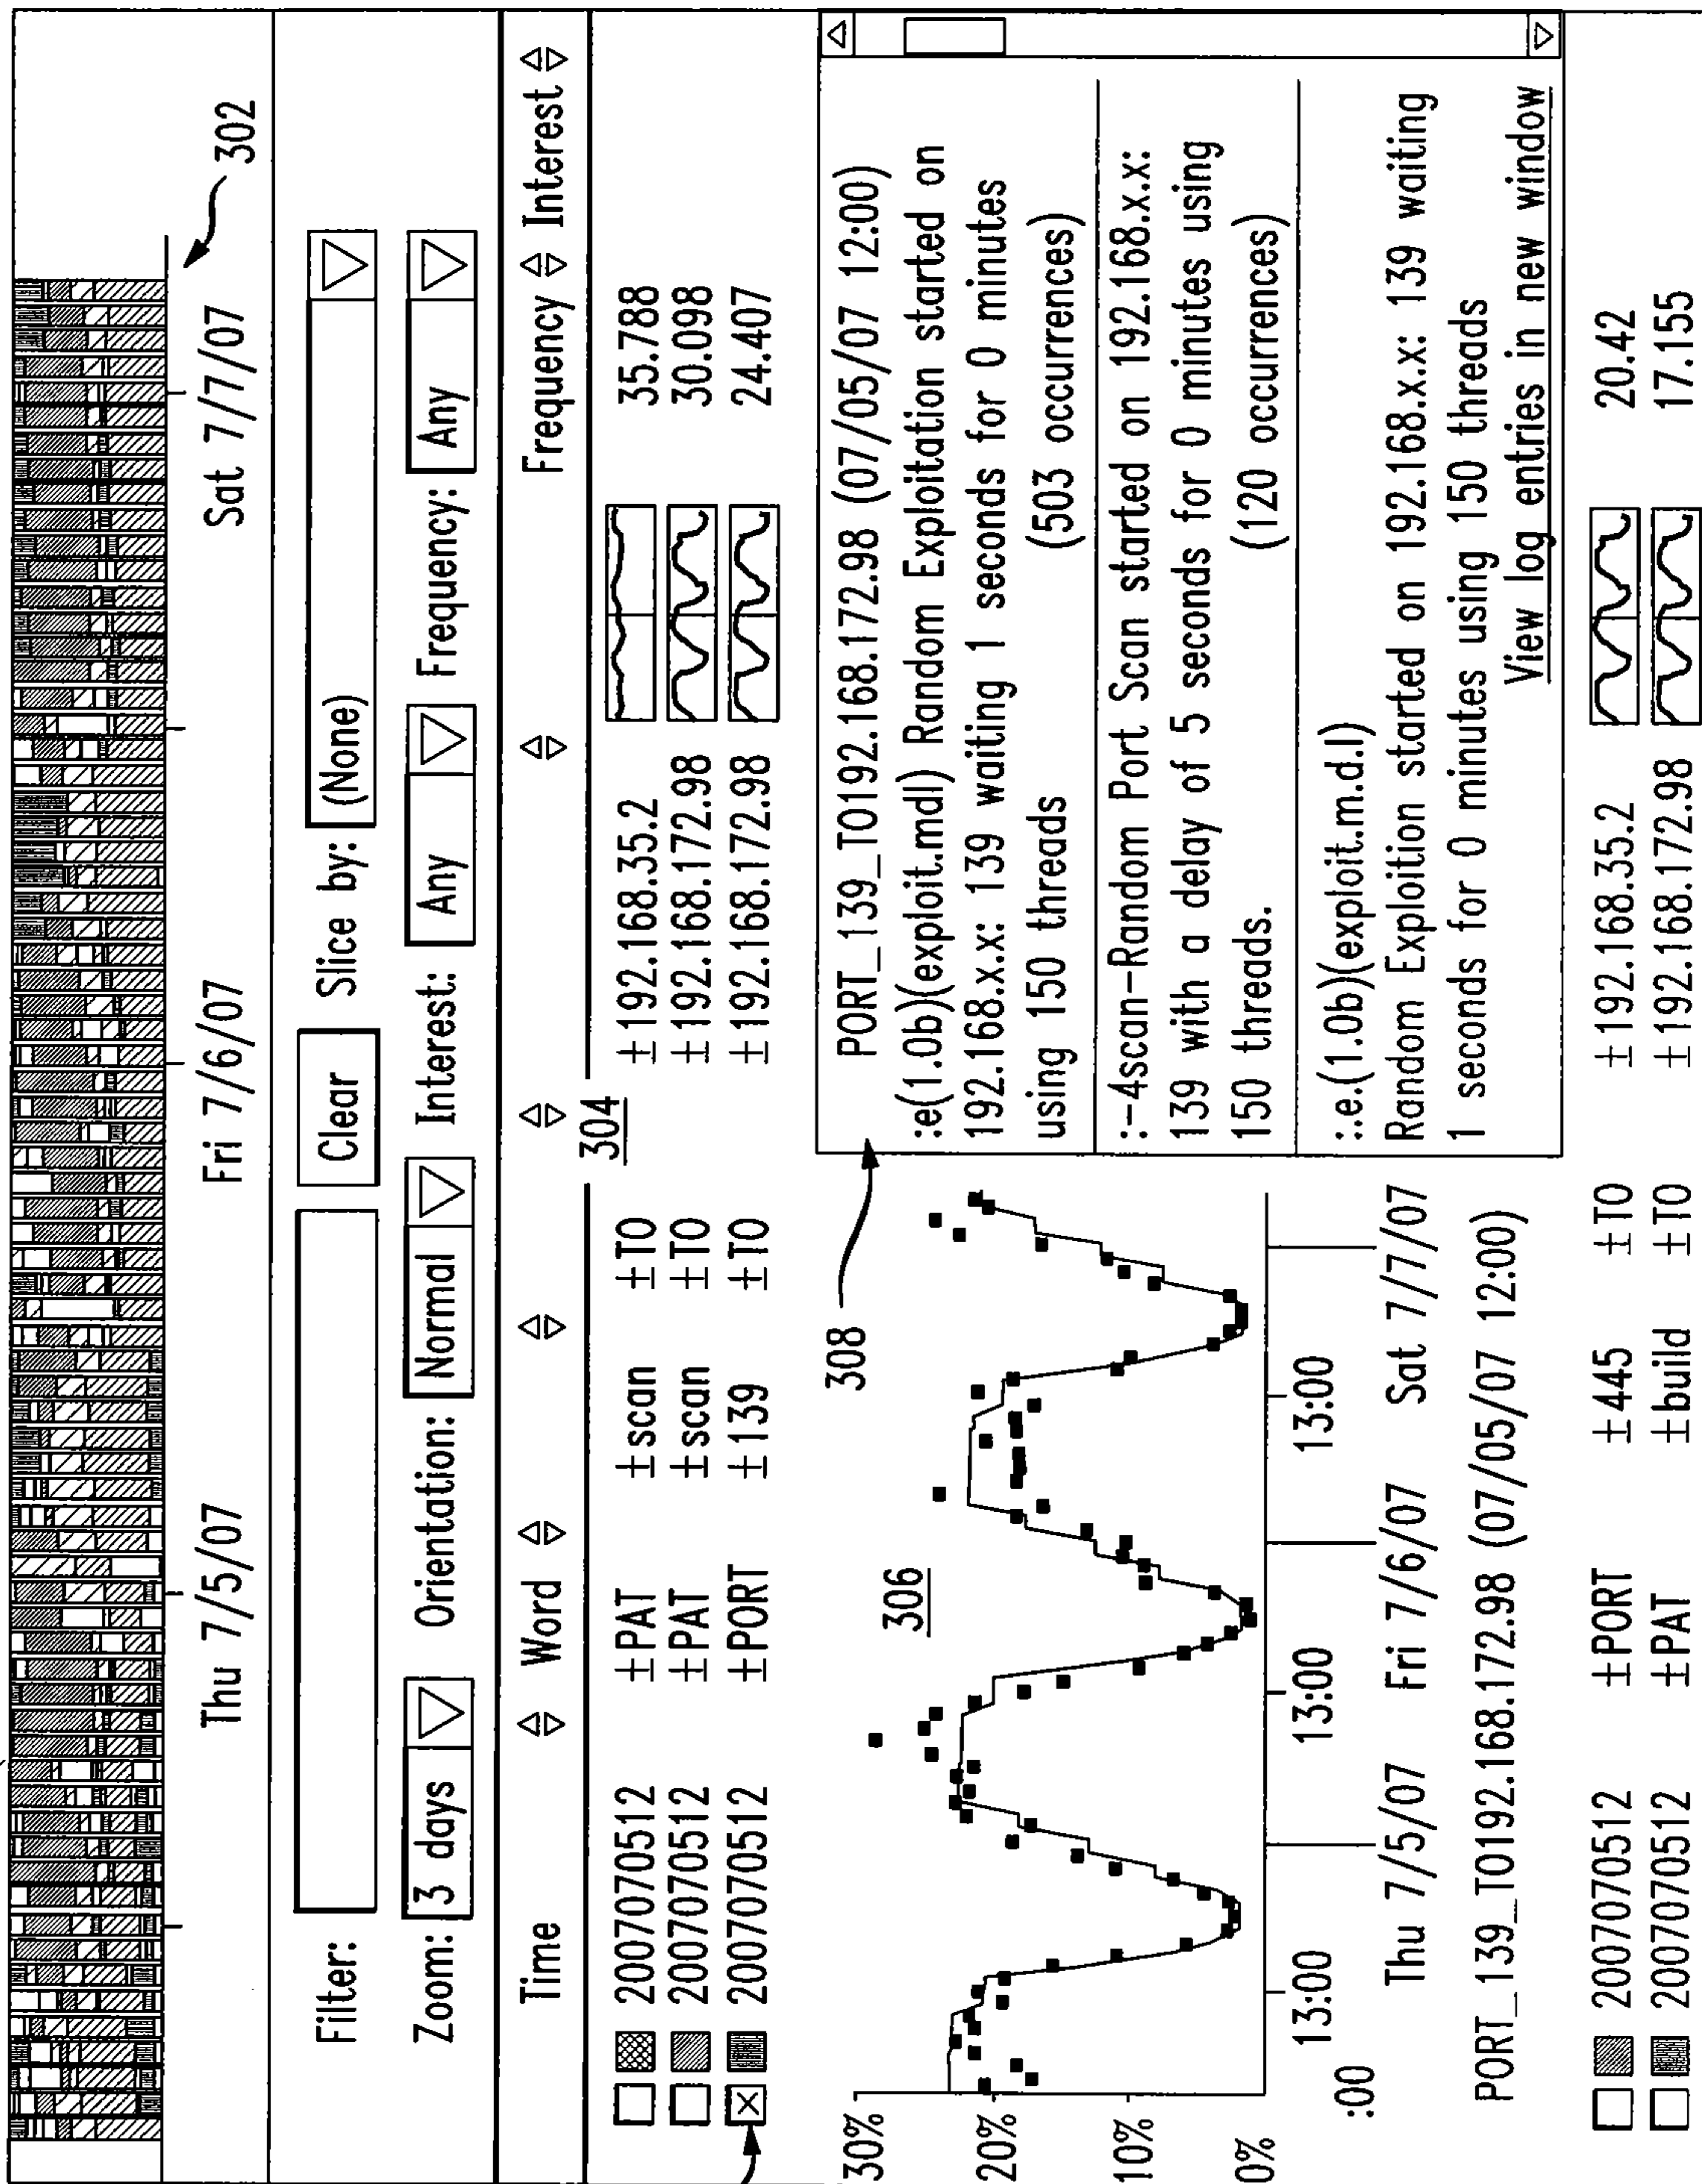 Thu 7/5/07 Fri 7/6/07 Sat 7/7/07
302
Filter: Clear Slice by: (None)
Zoom: 3 days Orientation: Normal Interest: Any Frequency: Any
Time Word Frequency Interest
304
2007070512 ±PAT ±scan ±TO ±192.168.35.2 35.788
2007070512 ±PAT ±scan ±TO ±192.168.172.98 30.098
2007070512 ±PORT ±139 ±TO ±192.168.172.98 24.407
308
306
30%
20%
10%
0%
:00 13:00 13:00 13:00
Thu 7/5/07 Fri 7/6/07 Sat 7/7/07
PORT_139_TO192.168.172.98 (07/05/07 12:00)
PORT_139_TO192.168.172.98 (07/05/07 12:00)
:e(1.0b)(exploit.mdl) Random Exploitation started on
192.168.x.x: 139 waiting 1 seconds for 0 minutes
using 150 threads (503 occurrences)
:-4scan-Random Port Scan started on 192.168.x.x:
139 with a delay of 5 seconds for 0 minutes using
150 threads. (120 occurrences)
:.e.(1.0b)(exploit.m.d.l)
Random Exploition started on 192.168.x.x: 139 waiting
1 seconds for 0 minutes using 150 threads
View log entries in new window
2007070512 ±PORT ±445 ±TO ±192.168.35.2 20.42
2007070512 ±PAT ±build ±TO ±192.168.172.98 17.155